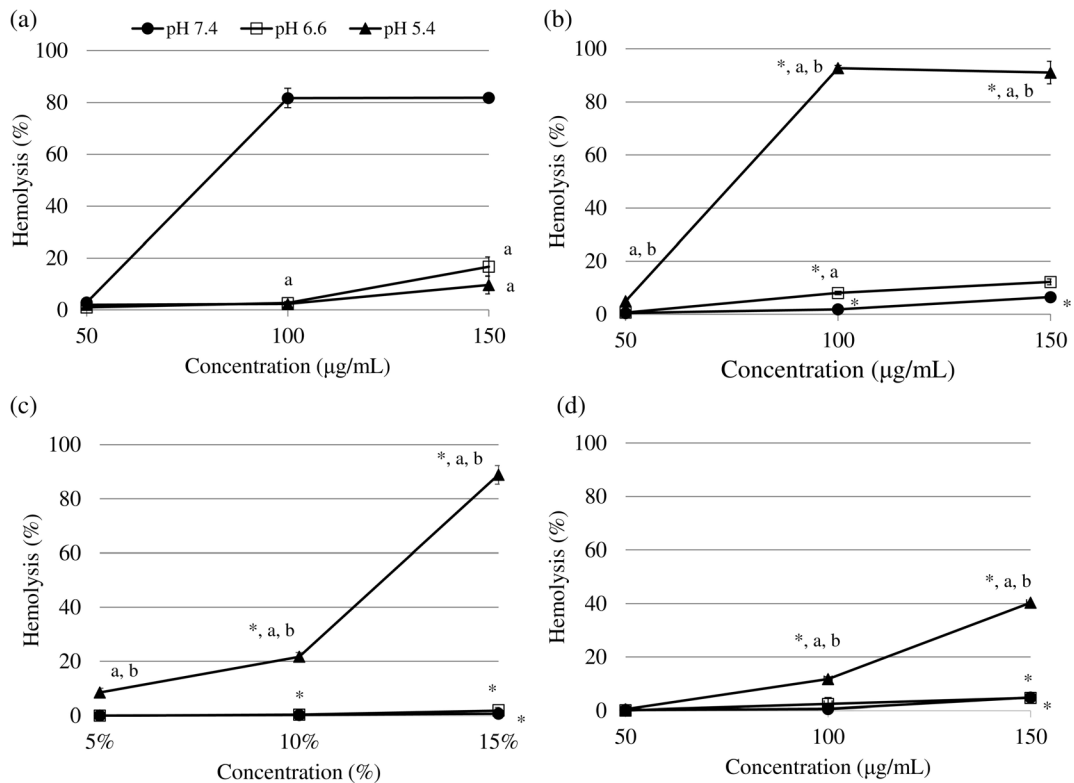 (a)
pH 7.4 pH 6.6 pH 5.4
100
80
60
40
20
0
Hemolysis (%)
a
a
a
50 100 150
Concentration (μg/mL)
(b)
100
80
60
40
20
0
Hemolysis (%)
*, a, b
*, a, b
a, b
*, a
*
*
50 100 150
Concentration (μg/mL)
(c)
100
80
60
40
20
0
Hemolysis (%)
*, a, b
*, a, b
a, b
*
*
*
5% 10% 15%
Concentration (%)
(d)
100
80
60
40
20
0
Hemolysis (%)
*, a, b
*, a, b
*
*
50 100 150
Concentration (μg/mL)